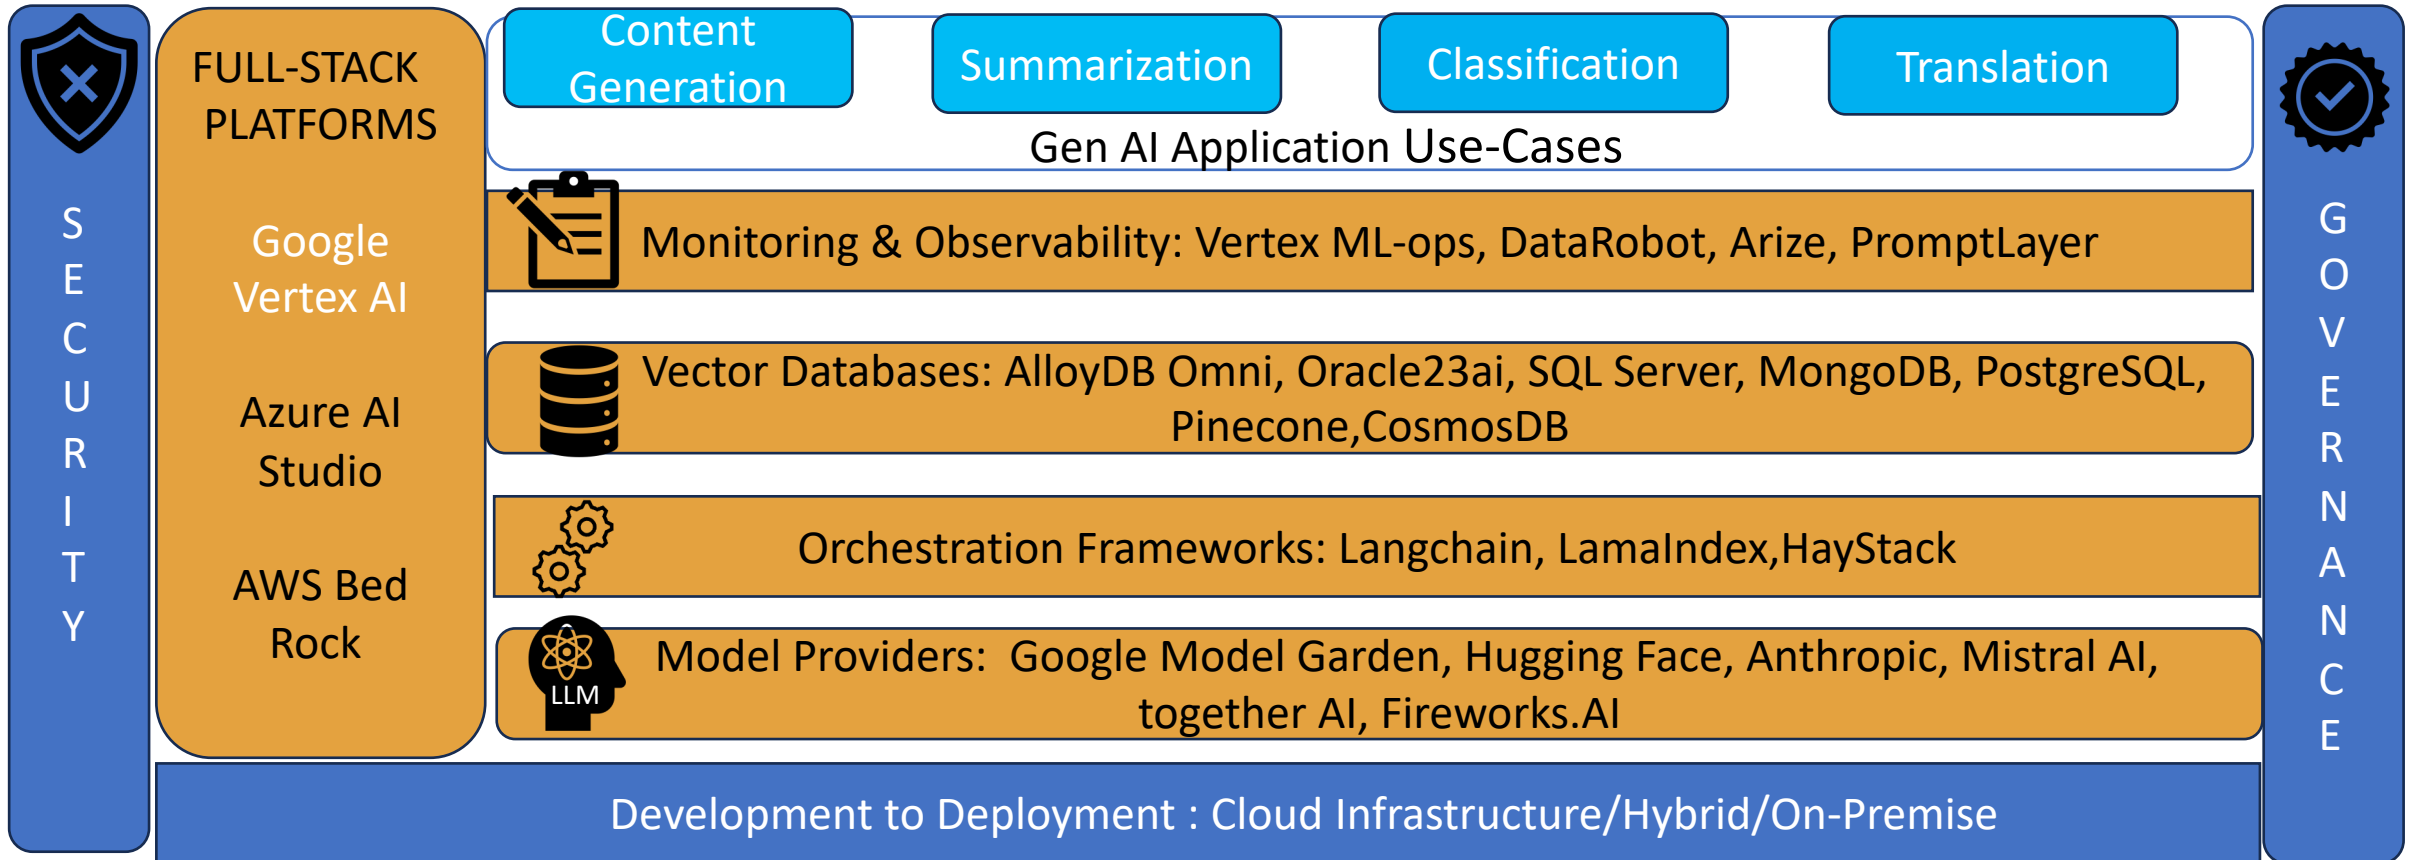 SECURITY
FULL-STACK
PLATFORMS
Google
Vertex AI
Azure AI
Studio
AWS Bed
Rock
Content
Generation
Summarization
Classification
Translation
Gen AI Application Use-Cases
Monitoring & Observability: Vertex ML-ops, DataRobot, Arize, PromptLayer
Vector Databases: AlloyDB Omni, Oracle23ai, SQL Server, MongoDB, PostgreSQL,
Pinecone,CosmosDB
Orchestration Frameworks: Langchain, LamaIndex,HayStack
LLM
Model Providers:  Google Model Garden, Hugging Face, Anthropic, Mistral AI,
together AI, Fireworks.AI
Development to Deployment : Cloud Infrastructure/Hybrid/On-Premise
GOVERNANCE